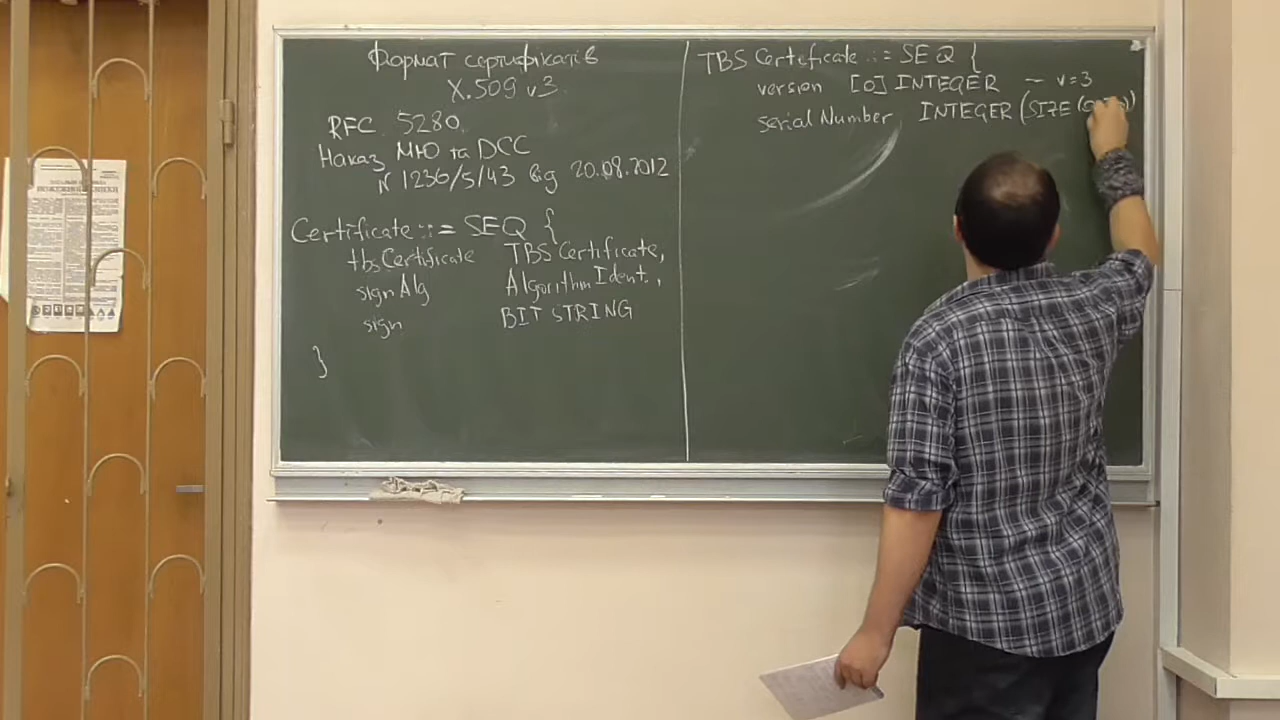 Формат сертифікатів
X.509 v3.
RFC 5280,
Наказ МЮ та DCC
N 1236/5/43 від 20.08.2012
Certificate ::= SEQ {
tbsCertificate TBS Certificate,
signAlg Algorithm Ident.,
sign BIT STRING
}
TBS Certificate ::= SEQ {
version [0] INTEGER — v=3
serial Number INTEGER (SIZE (